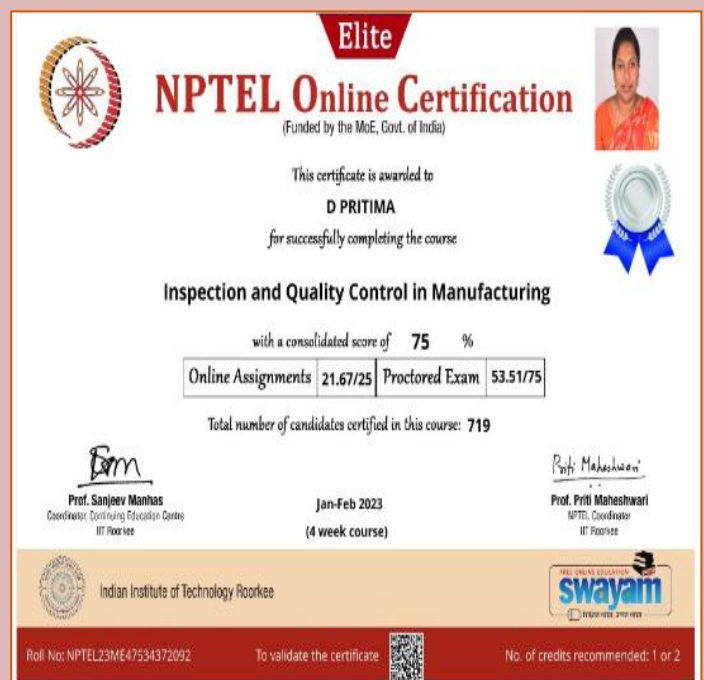 Elite
NPTEL Online Certification
(Funded by the MoE, Govt. of India)
This certificate is awarded to
D PRITIMA
for successfully completing the course
Inspection and Quality Control in Manufacturing
with a consolidated score of 75 %
Online Assignments 21.67/25 Proctored Exam 53.51/75
Total number of candidates certified in this course: 719
Priti Maheshwari
Prof. Sanjeev Manhas
Coordinator, Continuing Education Centre
IIT Roorkee
Jan-Feb 2023
(4 week course)
Prof. Priti Maheshwari
NPTEL Coordinator
IIT Roorkee
Indian Institute of Technology Roorkee
FREE ONLINE EDUCATION
swayam
Roll No: NPTEL23ME47534372092
To validate the certificate
No. of credits recommended: 1 or 2